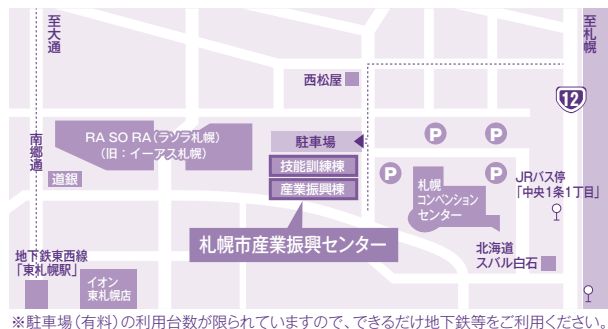 至大通
至札幌
西松屋
12
南郷通
RA SO RA（ラソラ札幌）
（旧：イーアス札幌）
駐車場
P
P
道銀
技能訓練棟
産業振興棟
P
P
札幌
コンベンション
センター
JRバス停
「中央1条1丁目」
札幌市産業振興センター
地下鉄東西線
「東札幌駅」
イオン
東札幌店
北海道
スバル白石
※駐車場（有料）の利用台数が限られていますので、できるだけ地下鉄等をご利用ください。